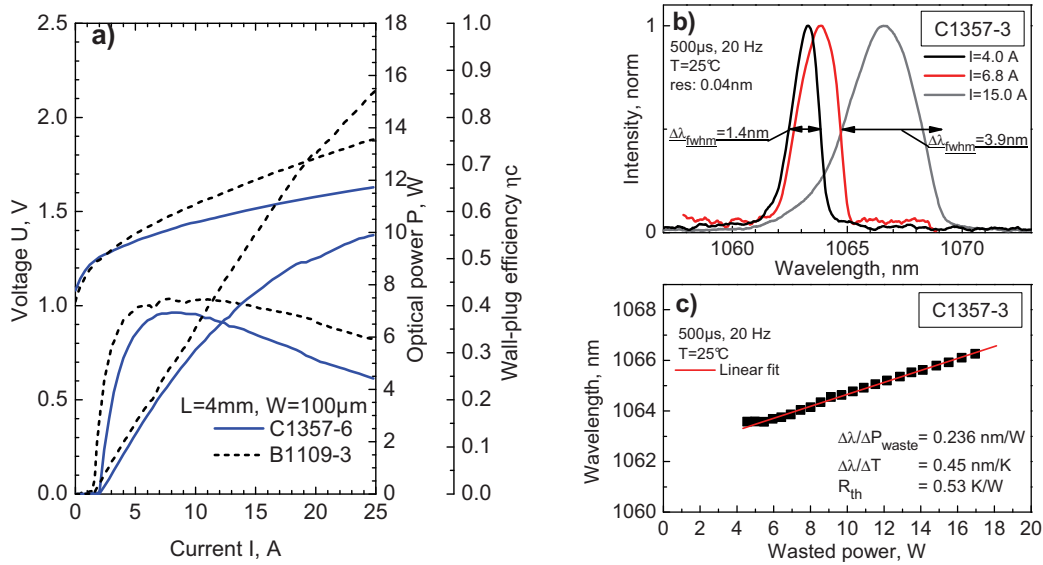 a)
2.5
2.0
1.5
1.0
0.5
0.0
Voltage U, V
0 5 10 15 20 25
Current I, A
L=4mm, W=100µm
C1357-6
B1109-3
18
16
14
12
10
8
6
4
2
0
Optical power P, W
1.0
0.9
0.8
0.7
0.6
0.5
0.4
0.3
0.2
0.1
0.0
Wall-plug efficiency ηc
b)
C1357-3
500µs, 20 Hz
T=25℃
res: 0.04nm
I=4.0 A
I=6.8 A
I=15.0 A
Δλfwhm=1.4nm
Δλfwhm=3.9nm
1
0
Intensity, norm
1060 1065 1070
Wavelength, nm
c)
C1357-3
500µs, 20 Hz
T=25℃
Linear fit
Δλ/ΔPwaste = 0.236 nm/W
Δλ/ΔT = 0.45 nm/K
Rth = 0.53 K/W
1068
1066
1064
1062
1060
Wavelength, nm
0 2 4 6 8 10 12 14 16 18 20
Wasted power, W